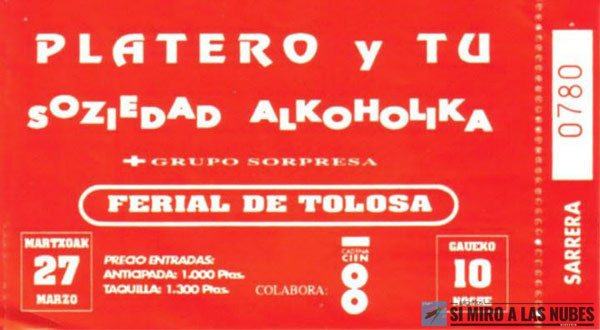 PLATERO y TU
SOZIEDAD ALKOHOLIKA
+ GRUPO SORPRESA
FERIAL DE TOLOSA
MARTXOAK
27
MARZO
PRECIO ENTRADAS:
ANTICIPADA: 1.000 Ptas.
TAQUILLA: 1.300 Ptas.
COLABORA:
CADENA
CIEN
GAUEKO
10
NOCHE
SARRERA
0780
SI MIRO A LAS NUBES